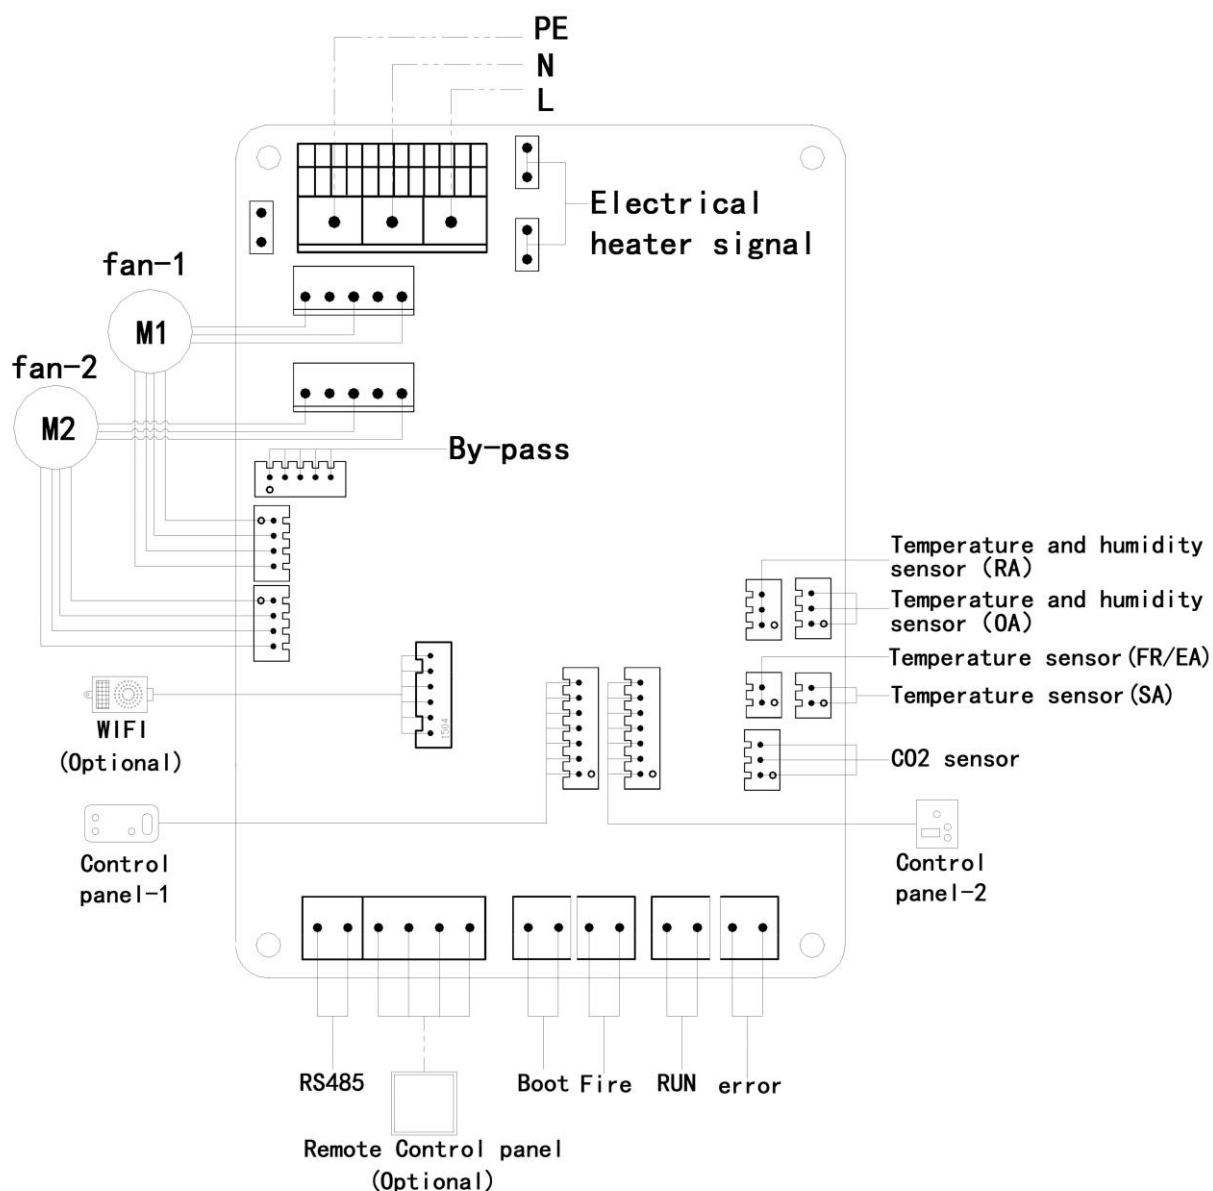 PE
N
L
Electrical
heater signal
fan-1
M1
fan-2
M2
By-pass
Temperature and humidity
sensor (RA)
Temperature and humidity
sensor (OA)
Temperature sensor(FR/EA)
Temperature sensor(SA)
CO2 sensor
WIFI
(Optional)
1504
Control
panel-1
Control
panel-2
RS485
Boot
Fire
RUN
error
Remote Control panel
(Optional)